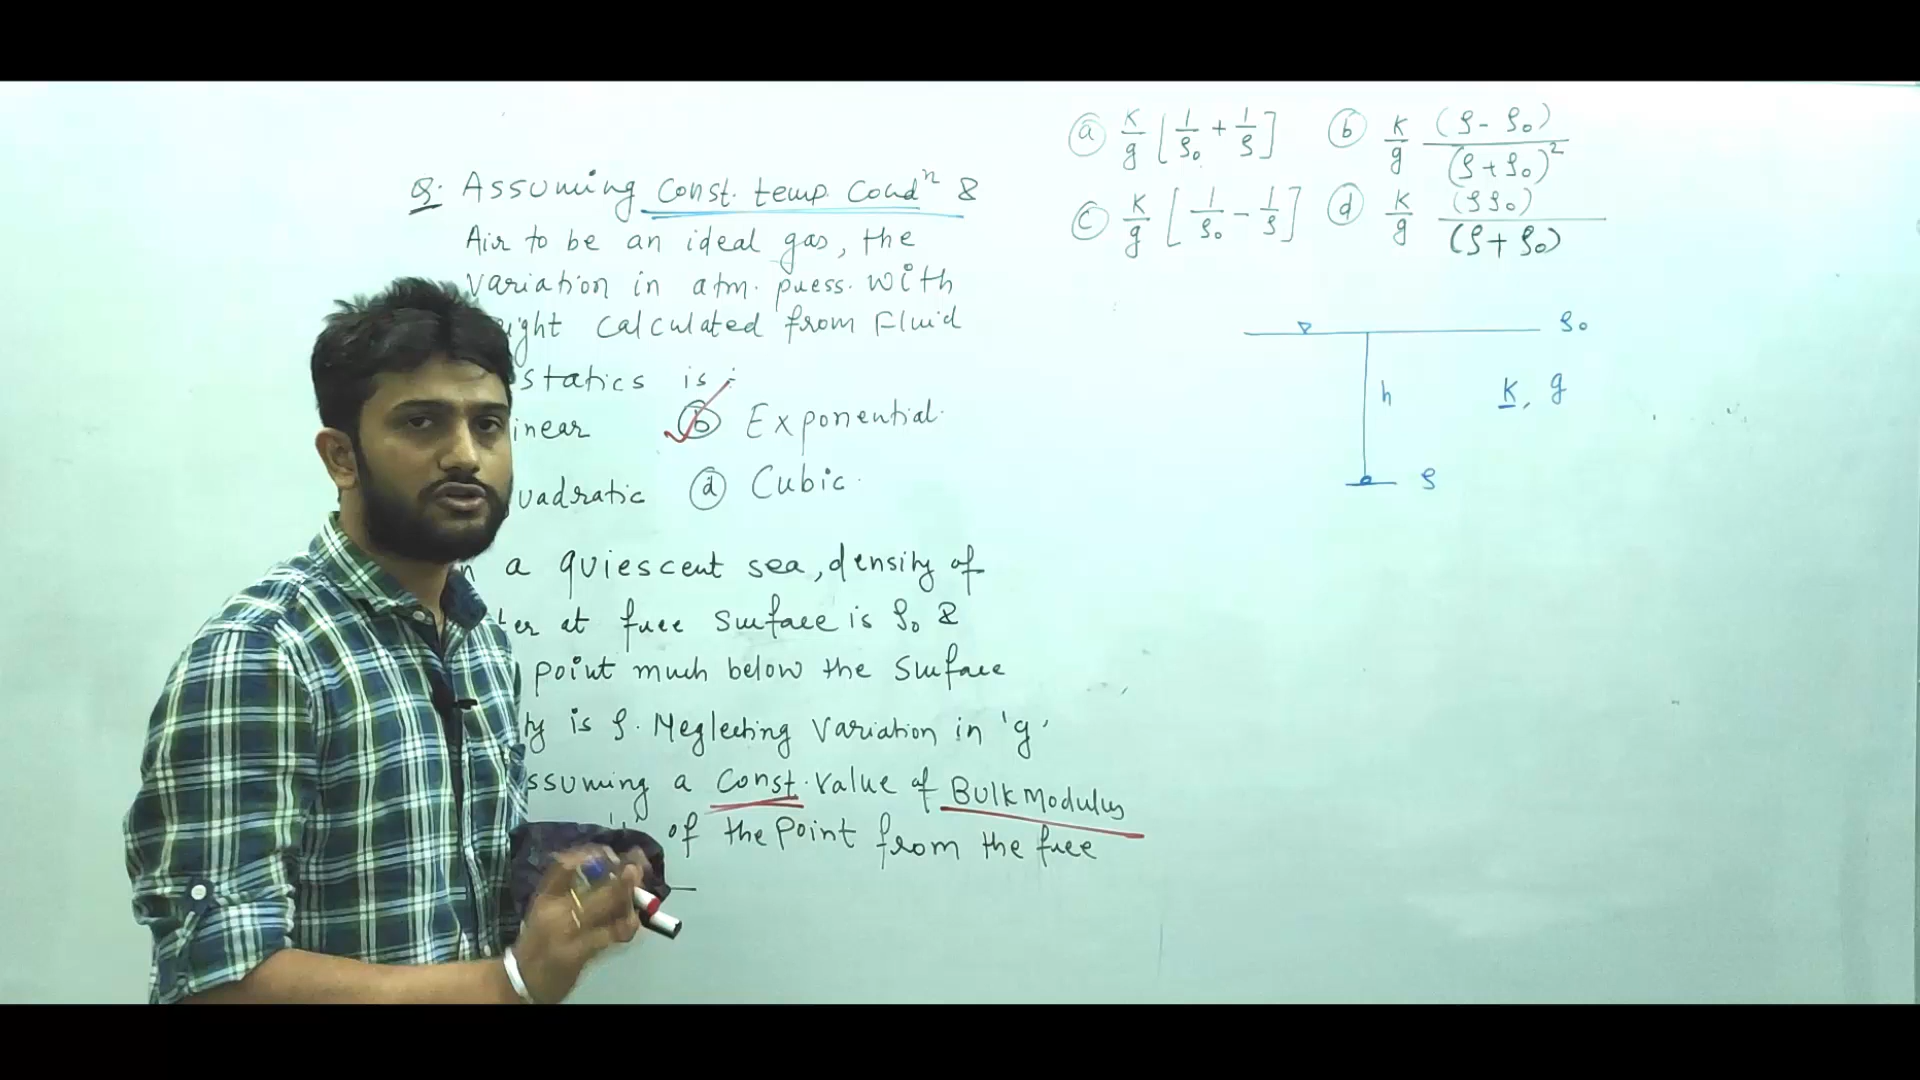 Q. Assuming Const. temp. Condⁿ &
Air to be an ideal gas, the
Variation in atm. press. with
ight Calculated from Fluid
statics is :
inear ⓑ Exponential.
uadratic ⓓ Cubic.
n a quiescent sea, density of
ter at free Surface is ρ₀ &
point much below the Surface
ty is ρ. Neglecting Variation in 'g'
ssuming a Const. Value of Bulk Modulus
of the Point from the free
ⓐ K/g [1/ρ₀ + 1/ρ] ⓑ K/g (ρ - ρ₀)/(ρ + ρ₀)²
ⓒ K/g [1/ρ₀ - 1/ρ] ⓓ K/g (ρρ₀)/(ρ + ρ₀)
ρ₀
h K, g
ρ